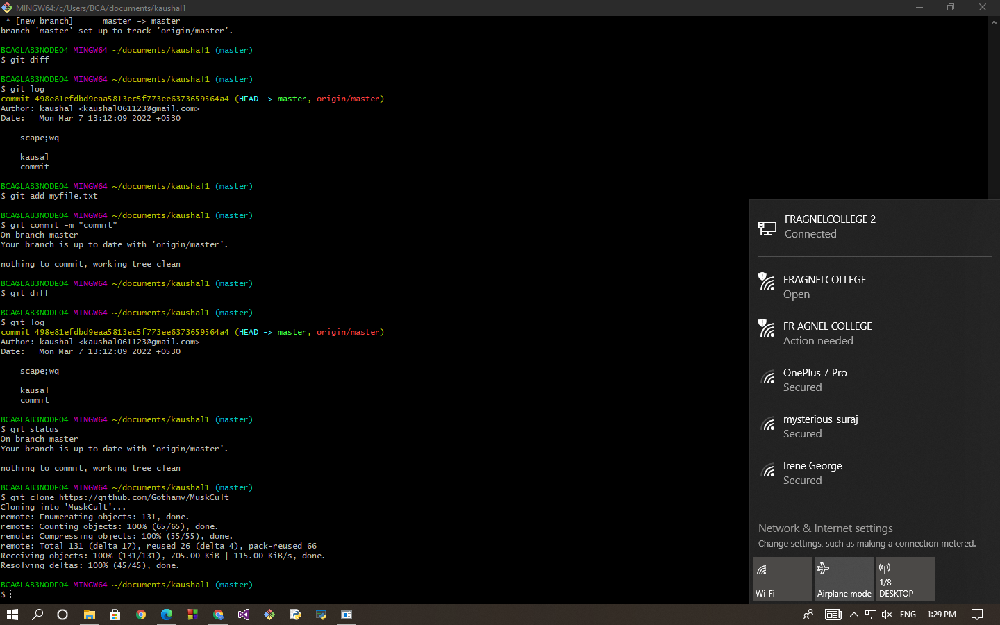 MINGW64:/c/Users/BCA/documents/kaushal1
 * [new branch]      master -> master
branch 'master' set up to track 'origin/master'.
BCA@LAB3NODE04 MINGW64 ~/documents/kaushal1 (master)
$ git diff
BCA@LAB3NODE04 MINGW64 ~/documents/kaushal1 (master)
$ git log
commit 498e81efdbd9eaa5813ec5f773ee6373659564a4 (HEAD -> master, origin/master)
Author: kaushal <kaushal061123@gmail.com>
Date:   Mon Mar 7 13:12:09 2022 +0530
    scape;wq
    kausal
    commit
BCA@LAB3NODE04 MINGW64 ~/documents/kaushal1 (master)
$ git add myfile.txt
BCA@LAB3NODE04 MINGW64 ~/documents/kaushal1 (master)
$ git commit -m "commit"
On branch master
Your branch is up to date with 'origin/master'.
nothing to commit, working tree clean
BCA@LAB3NODE04 MINGW64 ~/documents/kaushal1 (master)
$ git diff
BCA@LAB3NODE04 MINGW64 ~/documents/kaushal1 (master)
$ git log
commit 498e81efdbd9eaa5813ec5f773ee6373659564a4 (HEAD -> master, origin/master)
Author: kaushal <kaushal061123@gmail.com>
Date:   Mon Mar 7 13:12:09 2022 +0530
    scape;wq
    kausal
    commit
BCA@LAB3NODE04 MINGW64 ~/documents/kaushal1 (master)
$ git status
On branch master
Your branch is up to date with 'origin/master'.
nothing to commit, working tree clean
BCA@LAB3NODE04 MINGW64 ~/documents/kaushal1 (master)
$ git clone https://github.com/Gothamv/MuskCult
Cloning into 'MuskCult'...
remote: Enumerating objects: 131, done.
remote: Counting objects: 100% (65/65), done.
remote: Compressing objects: 100% (55/55), done.
remote: Total 131 (delta 17), reused 26 (delta 4), pack-reused 66
Receiving objects: 100% (131/131), 705.00 KiB | 115.00 KiB/s, done.
Resolving deltas: 100% (45/45), done.
BCA@LAB3NODE04 MINGW64 ~/documents/kaushal1 (master)
$
FRAGNELCOLLEGE 2
Connected
FRAGNELCOLLEGE
Open
FR AGNEL COLLEGE
Action needed
OnePlus 7 Pro
Secured
mysterious_suraj
Secured
Irene George
Secured
Network & Internet settings
Change settings, such as making a connection metered.
Wi-Fi
Airplane mode
1/8 -
DESKTOP-
ENG
1:29 PM